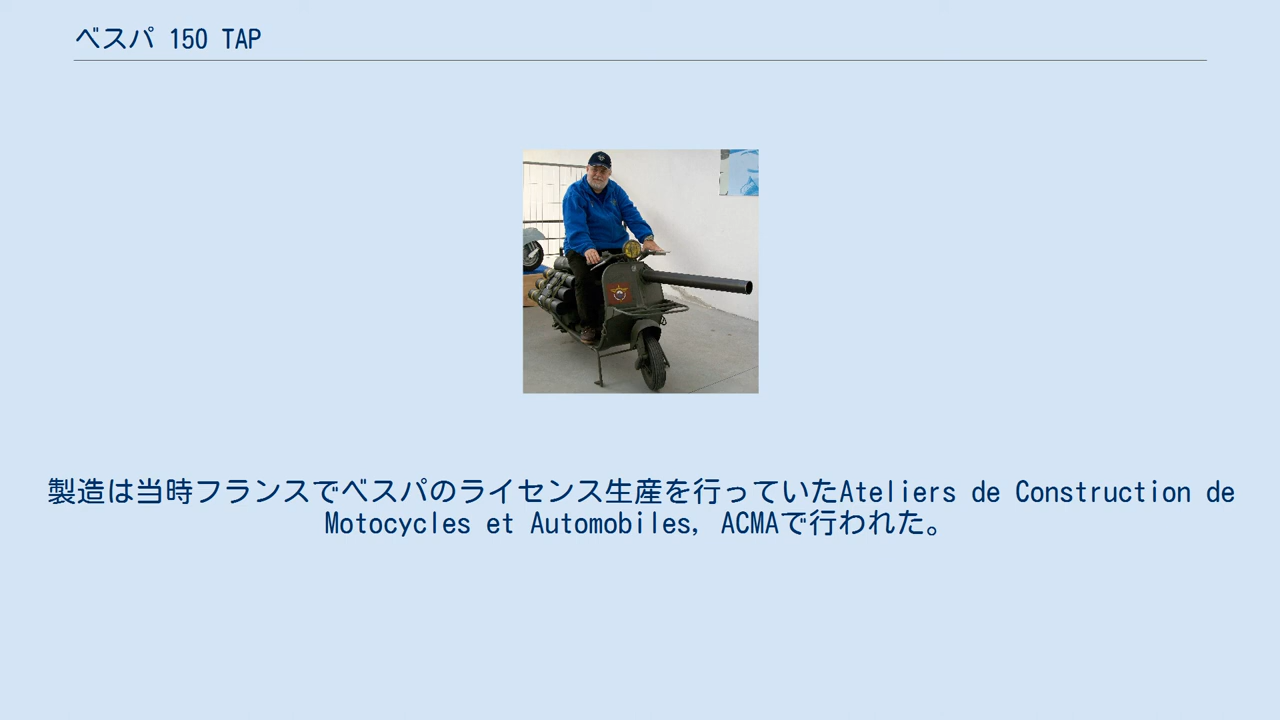 ベスパ 150 TAP
製造は当時フランスでベスパのライセンス生産を行っていたAteliers de Construction de
Motocycles et Automobiles, ACMAで行われた。